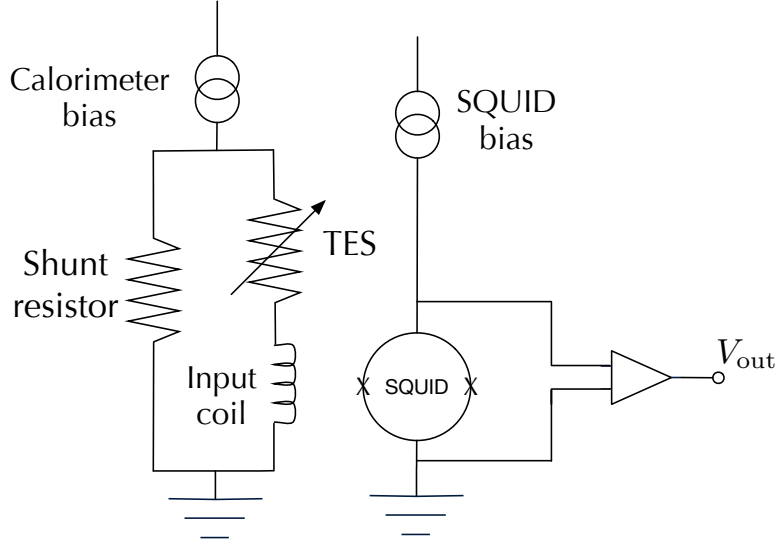 Calorimeter
bias
SQUID
bias
TES
Shunt
resistor
Input
coil
X SQUID X
V_out